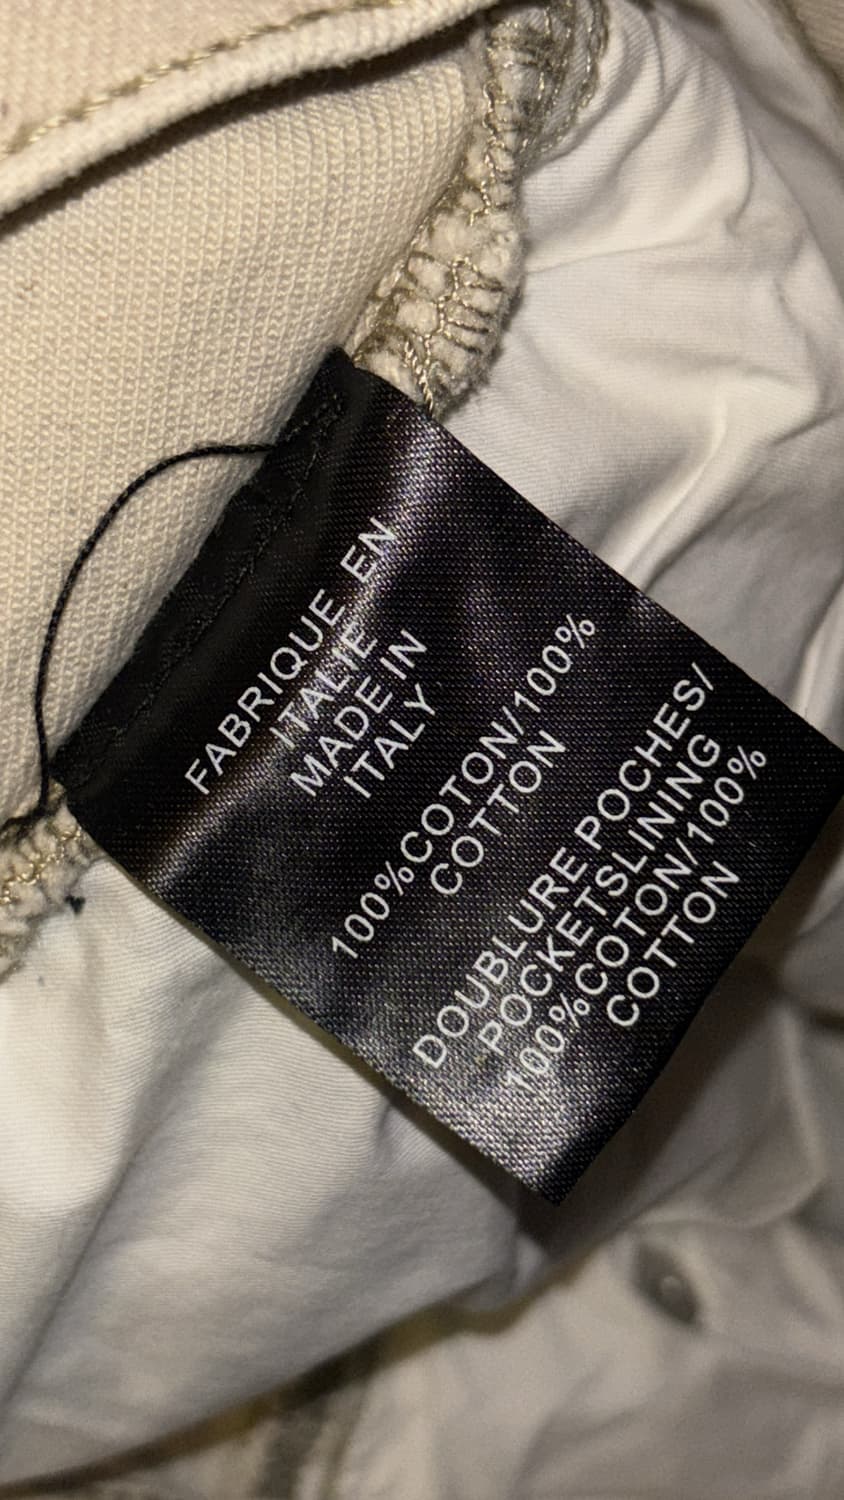 FABRIQUE EN
ITALIE
MADE IN
ITALY
100%COTON/100%
COTTON
DOUBLURE POCHES/
POCKETSLINING
100%COTON/100%
COTTON